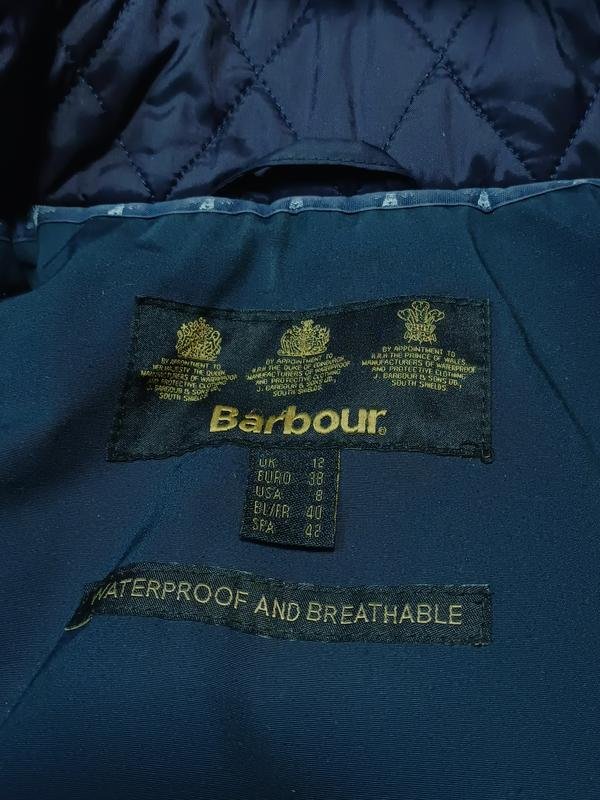 BY APPOINTMENT TO
HER MAJESTY THE QUEEN
MANUFACTURERS OF WATERPROOF
AND PROTECTIVE CLOTHING
J. BARBOUR & SONS LTD.,
SOUTH SHIELDS
BY APPOINTMENT TO
H.R.H. THE DUKE OF EDINBURGH
MANUFACTURERS OF WATERPROOF
AND PROTECTIVE CLOTHING
J. BARBOUR & SONS LTD.,
SOUTH SHIELDS
BY APPOINTMENT TO
H.R.H. THE PRINCE OF WALES
MANUFACTURERS OF WATERPROOF
AND PROTECTIVE CLOTHING
J. BARBOUR & SONS LTD.,
SOUTH SHIELDS
Barbour®
UK 12
EURO 38
USA 8
BL/FR 40
SPA 42
WATERPROOF AND BREATHABLE